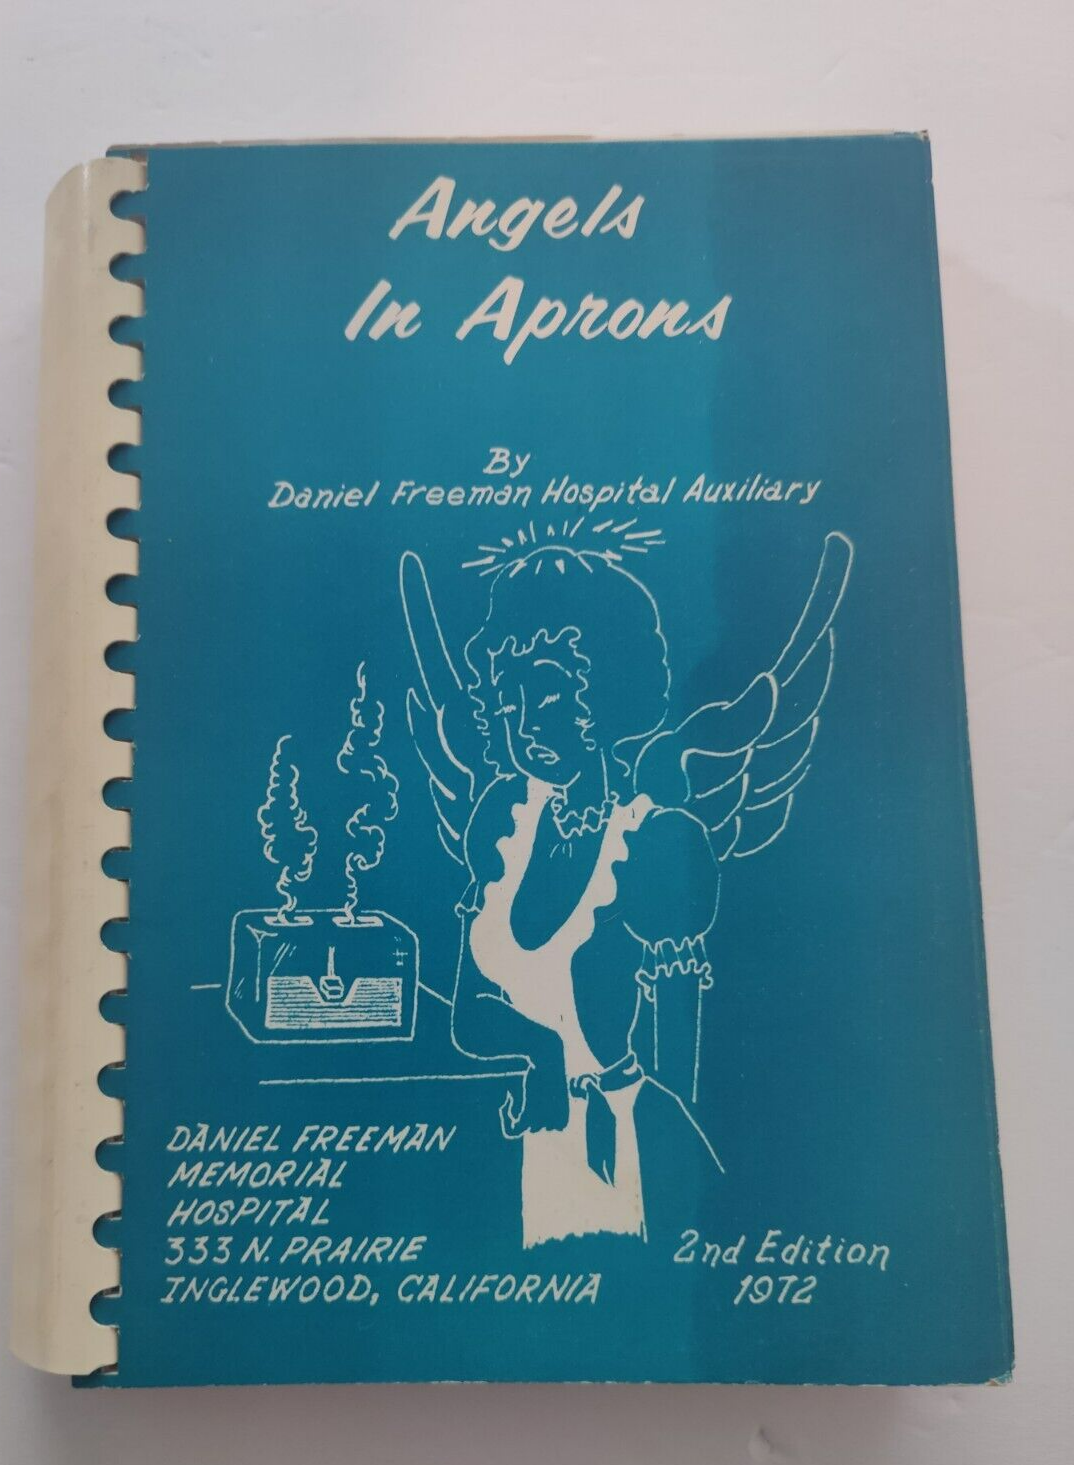 Angels
In Aprons
By
Daniel Freeman Hospital Auxiliary
DANIEL FREEMAN
MEMORIAL
HOSPITAL
333 N. PRAIRIE
INGLEWOOD, CALIFORNIA
2nd Edition
1972